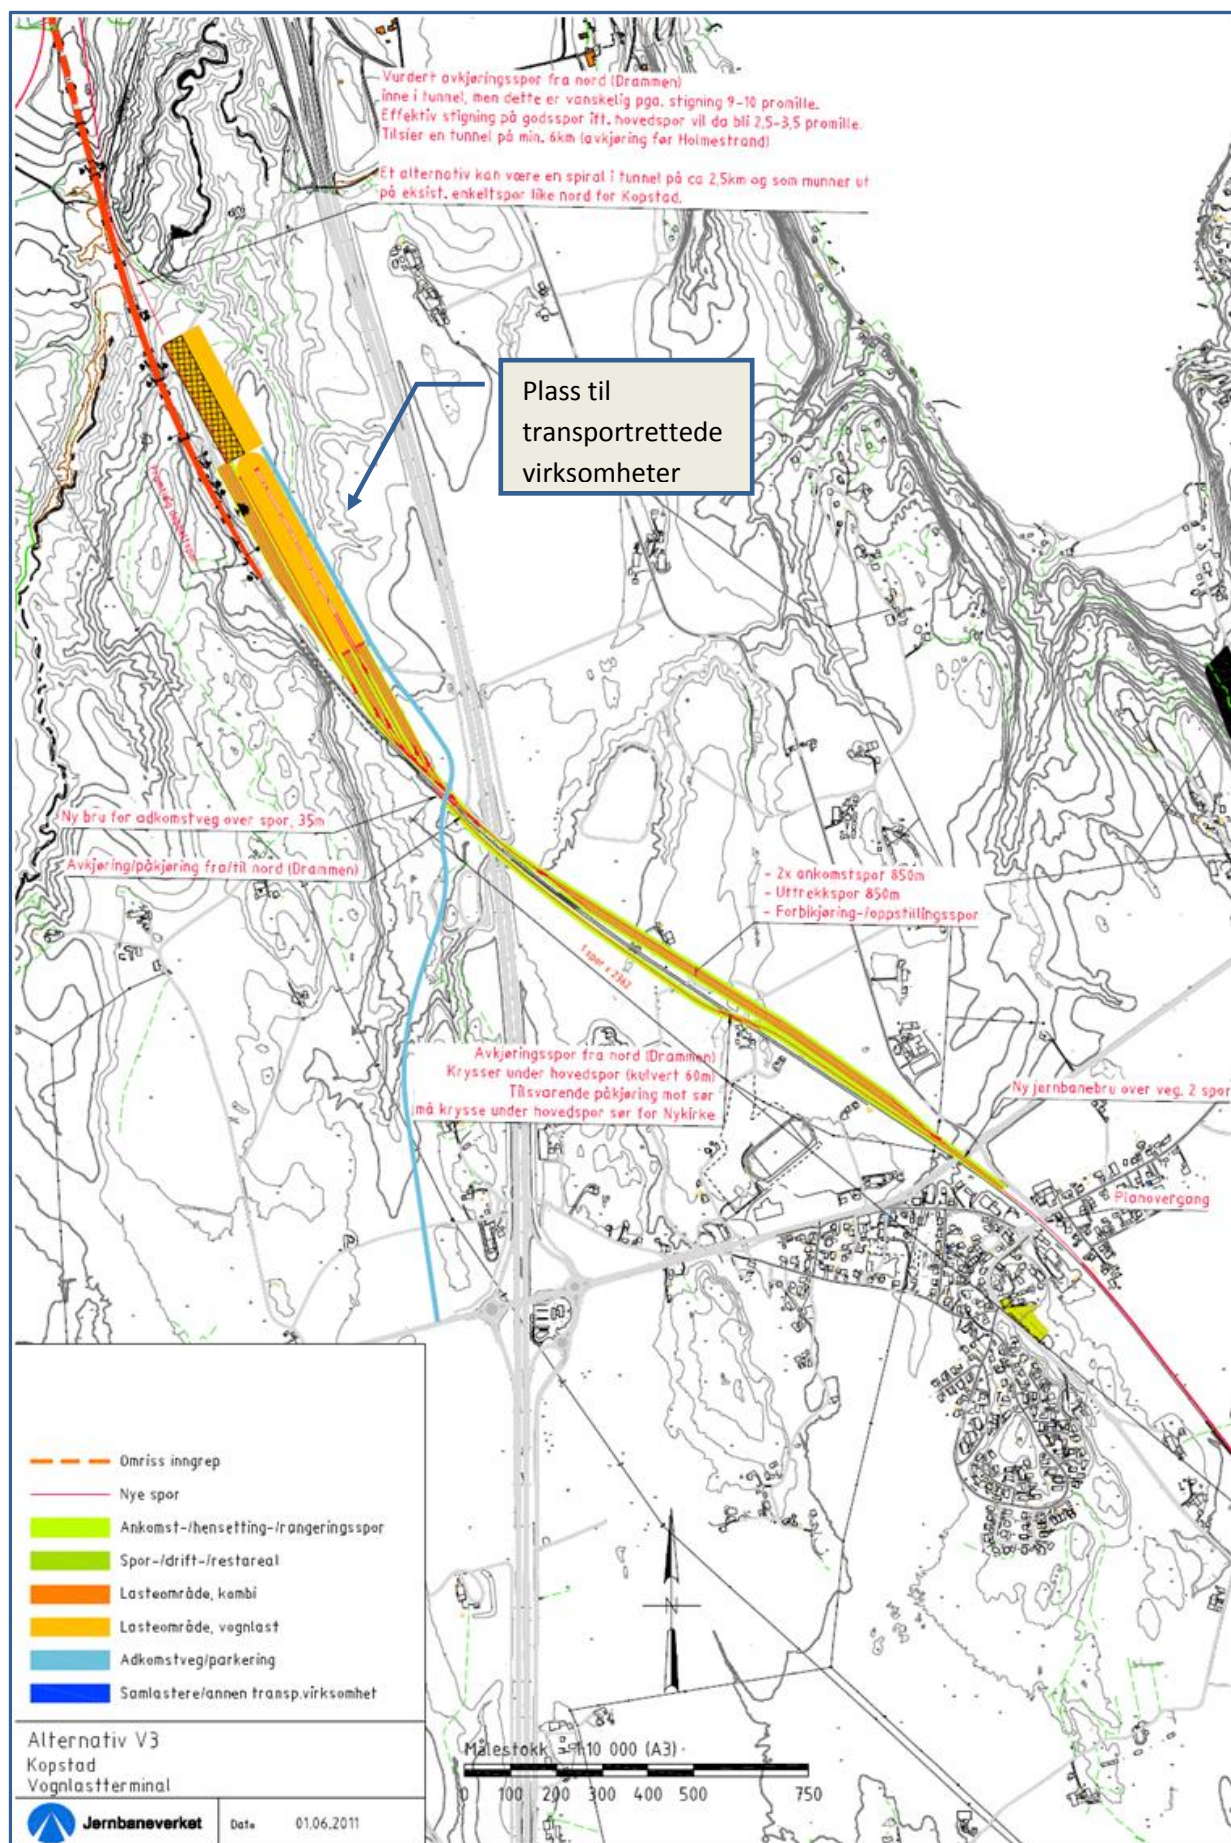 Vurdert avkjøringsspor fra nord (Drammen)
inne i tunnel, men dette er vanskelig pga. stigning 9-10 promille.
Effektiv stigning på godsspor ift. hovedspor vil da bli 2,5-3,5 promille.
Tilsier en tunnel på min. 6km (avkjøring før Holmestrand)
Et alternativ kan være en spiral i tunnel på ca 2,5km og som munner ut
på eksist. enkeltspor like nord for Kopstad.
Plass til
transportrettede
virksomheter
Framtidig dobbeltspor
Ny bru for adkomstveg over spor, 35m
Avkjøring/påkjøring fra/til nord (Drammen)
- 2x ankomstspor 850m
- Uttrekkspor 850m
- Forbikjøring-/oppstillingsspor
1 spor x 2362
Avkjøringsspor fra nord (Drammen)
Krysser under hovedspor (kulvert 60m)
Tilsvarende påkjøring mot sør
må krysse under hovedspor sør for Nykirke
Ny jernbanebru over veg, 2 spor
Planovergang
Omriss inngrep
Nye spor
Ankomst-/hensetting-/rangeringsspor
Spor-/drift-/restareal
Lasteområde, kombi
Lasteområde, vognlast
Adkomstveg/parkering
Samlastere/annen transp.virksomhet
Alternativ V3
Kopstad
Vognlastterminal
Jernbaneverket
Dato 01.06.2011
N
Målestokk 1:10 000 (A3)
0 100 200 300 400 500 750